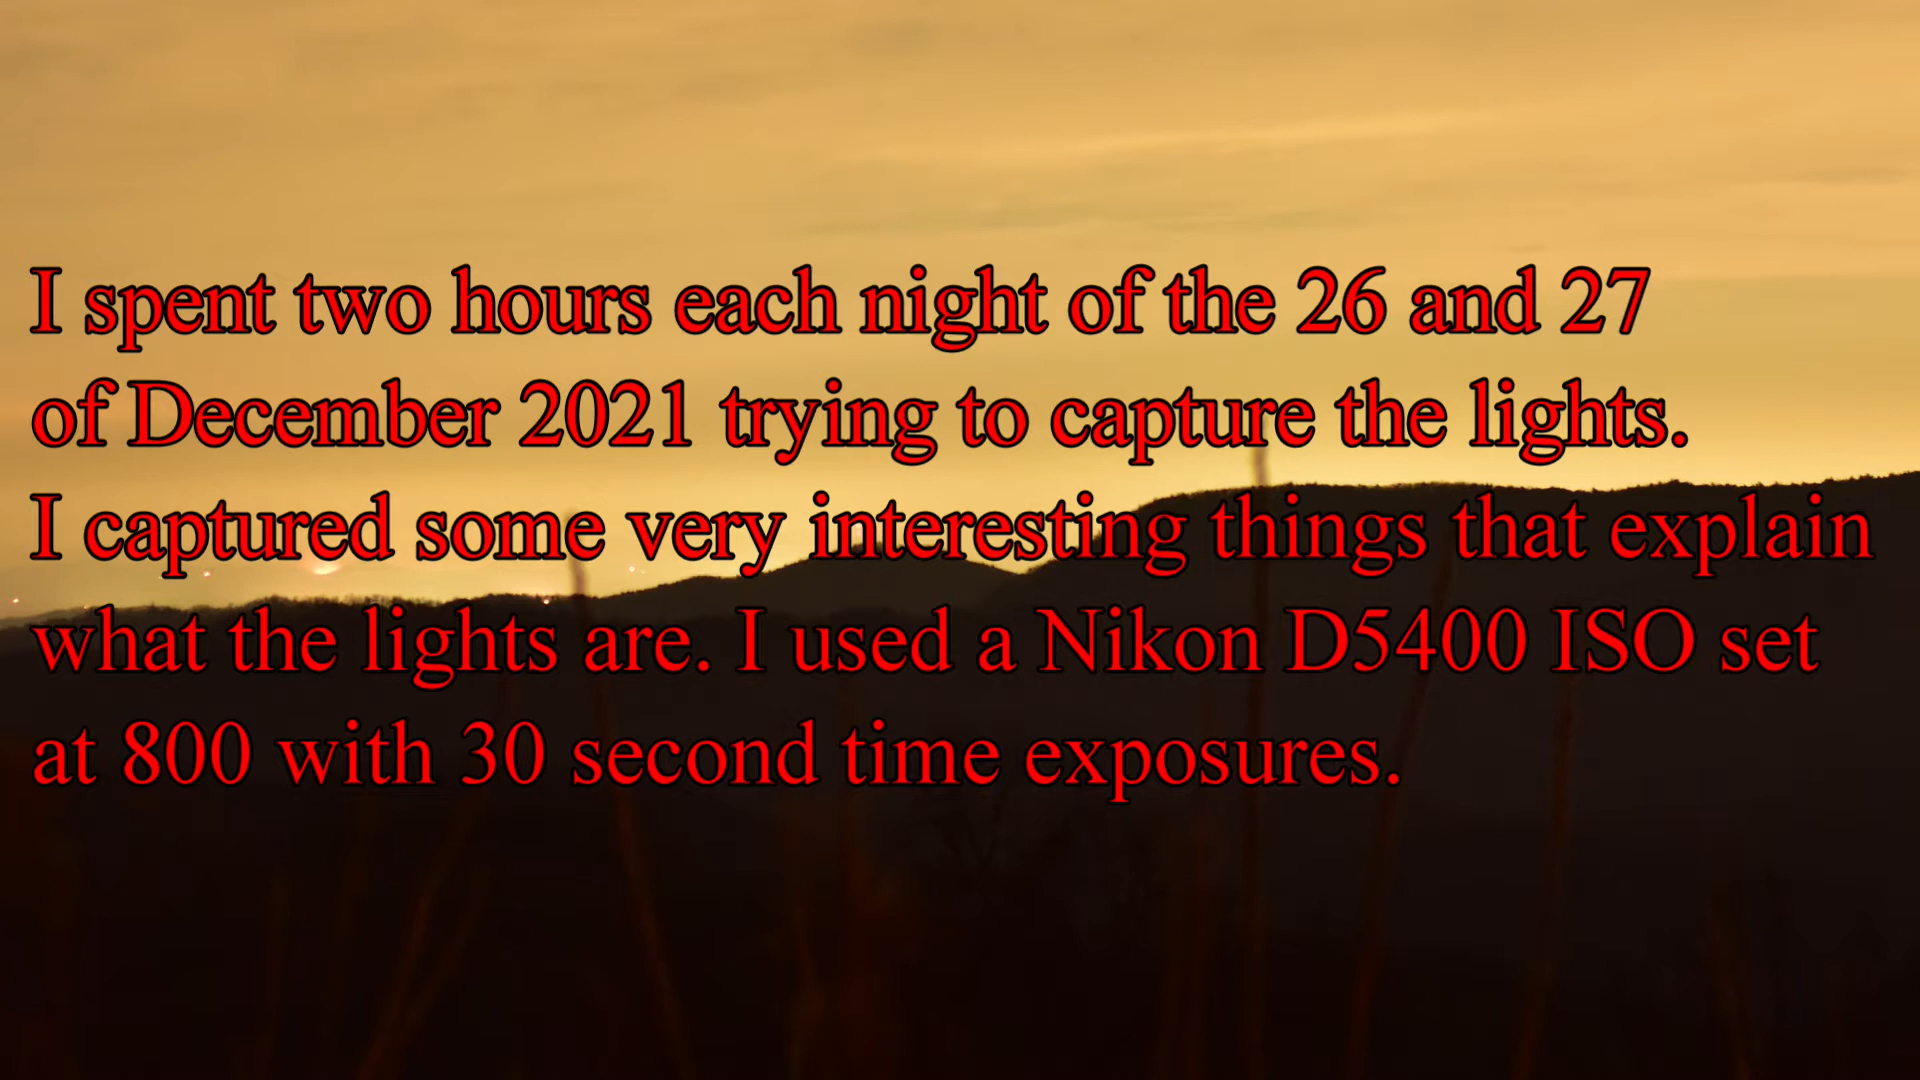 I spent two hours each night of the 26 and 27
of December 2021 trying to capture the lights.
I captured some very interesting things that explain
what the lights are. I used a Nikon D5400 ISO set
at 800 with 30 second time exposures.